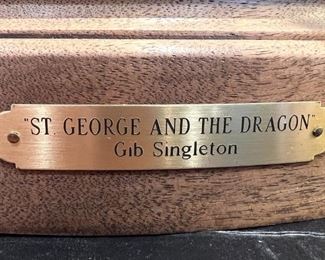 "ST. GEORGE AND THE DRAGON"
Gib Singleton